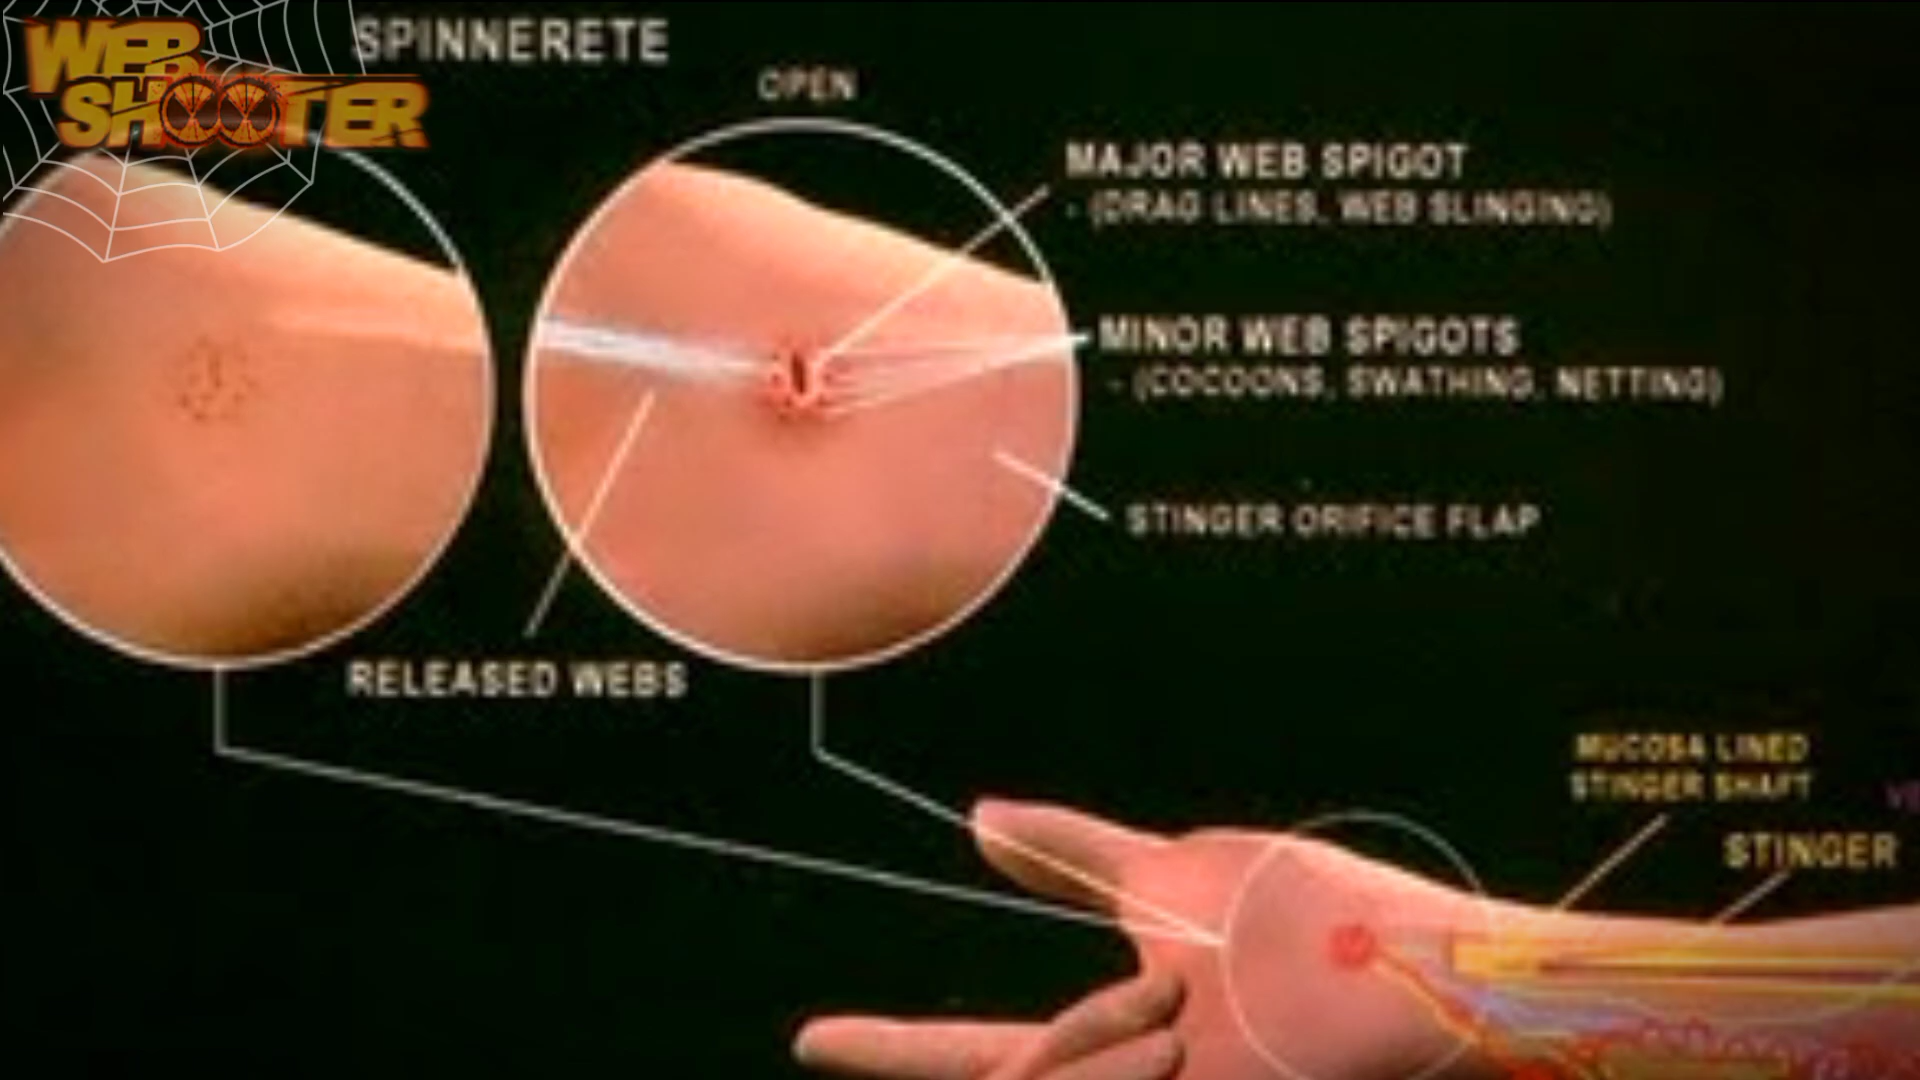 WEB
SHOOTER
SPINNERETE
OPEN
MAJOR WEB SPIGOT
- (DRAG LINES, WEB SLINGING)
MINOR WEB SPIGOTS
- (COCOONS, SWATHING, NETTING)
STINGER ORIFICE FLAP
RELEASED WEBS
MUCOSA LINED
STINGER SHAFT
STINGER